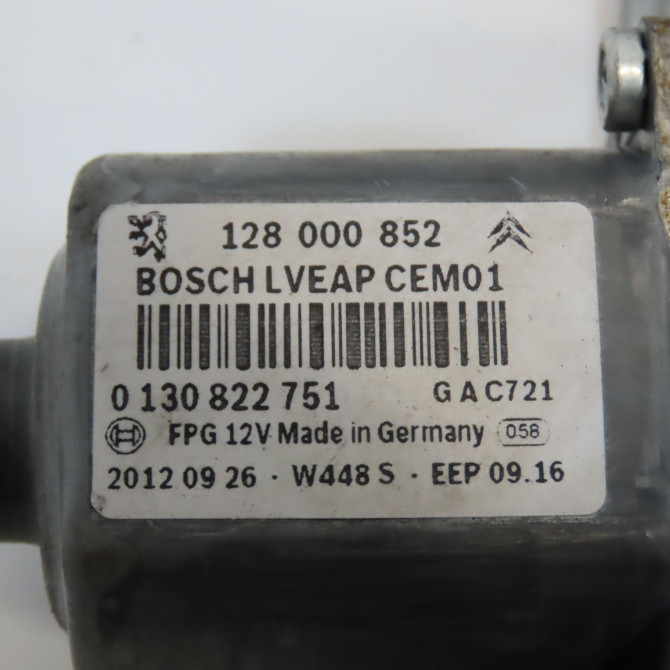 128 000 852
BOSCH LVEAP CEM01
0 130 822 751 G A C721
FPG 12V Made in Germany 058
2012 09 26 · W448 S · EEP 09.16